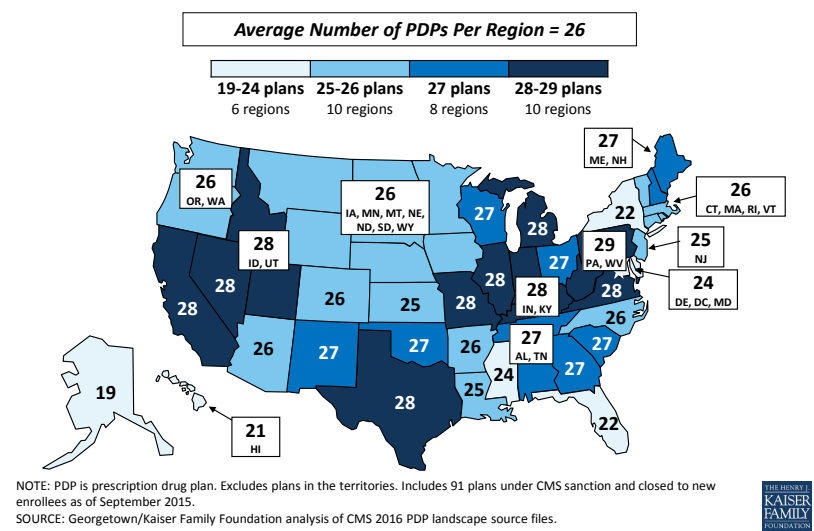 Average Number of PDPs Per Region = 26
19-24 plans 25-26 plans 27 plans 28-29 plans
6 regions 10 regions 8 regions 10 regions
27
ME, NH
26
OR, WA
26
IA, MN, MT, NE,
ND, SD, WY
26
CT, MA, RI, VT
27
28
22
25
NJ
28
ID, UT
29
PA, WV
27
24
DE, DC, MD
28
28
26
25
28
28
28
IN, KY
28
26
26
27
27
26
27
AL, TN
27
24
27
25
28
22
19
21
HI
NOTE: PDP is prescription drug plan. Excludes plans in the territories. Includes 91 plans under CMS sanction and closed to new
enrollees as of September 2015.
SOURCE: Georgetown/Kaiser Family Foundation analysis of CMS 2016 PDP landscape source files.
THE HENRY J.
KAISER
FAMILY
FOUNDATION